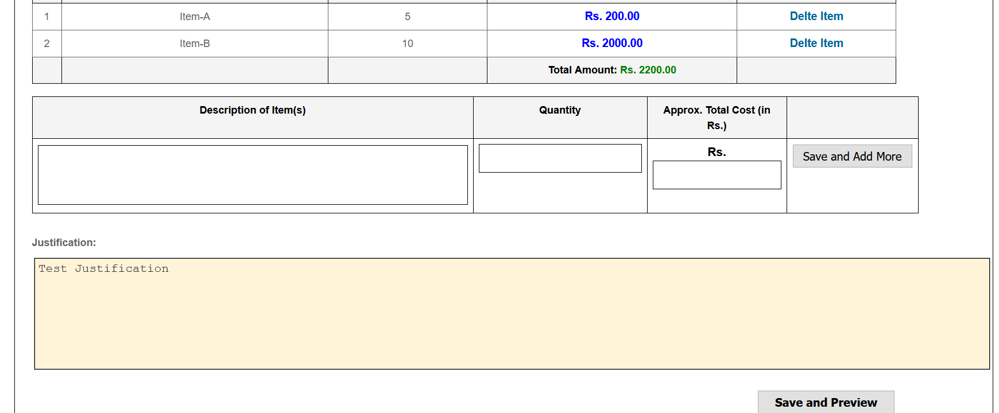 1 Item-A 5 Rs. 200.00 Delte Item
2 Item-B 10 Rs. 2000.00 Delte Item
Total Amount: Rs. 2200.00
Description of Item(s) Quantity Approx. Total Cost (in
Rs.)
Rs.
Save and Add More
Justification:
Test Justification
Save and Preview